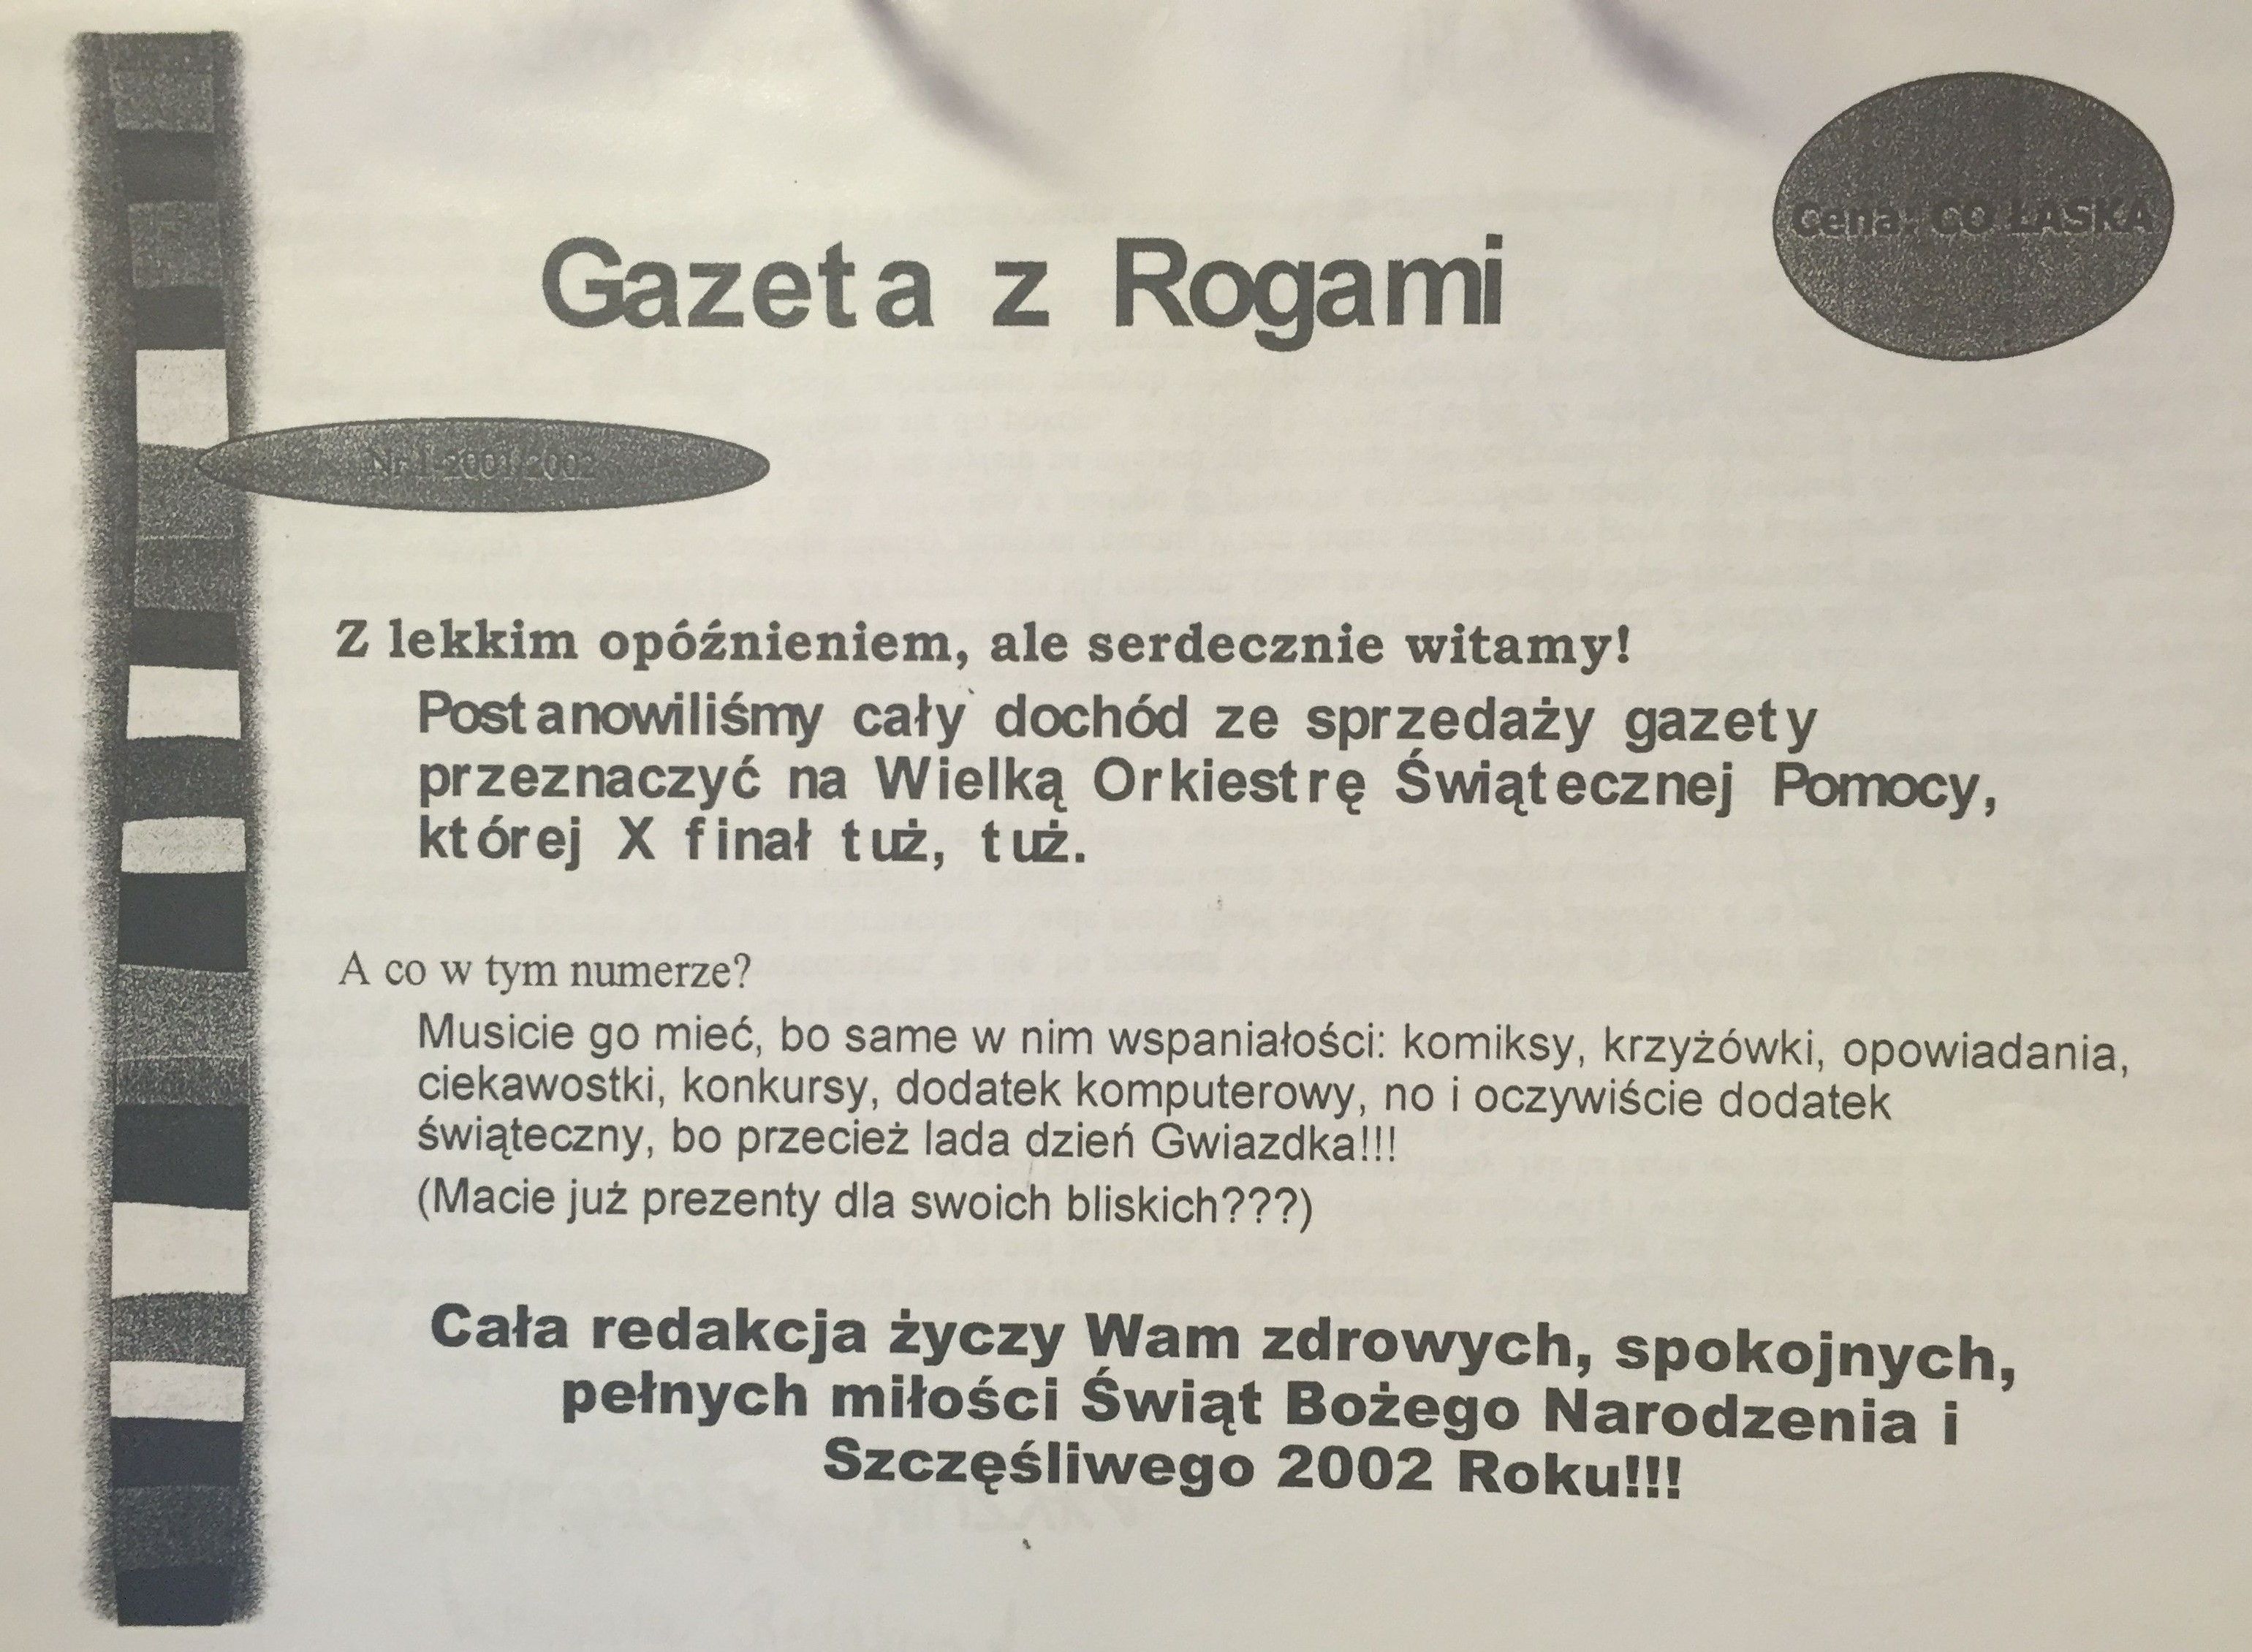 Cena: CO ŁASKA
Gazeta z Rogami
Nr 1-2001/2002
Z lekkim opóźnieniem, ale serdecznie witamy!
Postanowiliśmy cały dochód ze sprzedaży gazety
przeznaczyć na Wielką Orkiestrę Świątecznej Pomocy,
której X finał tuż, tuż.
A co w tym numerze?
Musicie go mieć, bo same w nim wspaniałości: komiksy, krzyżówki, opowiadania,
ciekawostki, konkursy, dodatek komputerowy, no i oczywiście dodatek
świąteczny, bo przecież lada dzień Gwiazdka!!!
(Macie już prezenty dla swoich bliskich???)
Cała redakcja życzy Wam zdrowych, spokojnych,
pełnych miłości Świąt Bożego Narodzenia i
Szczęśliwego 2002 Roku!!!